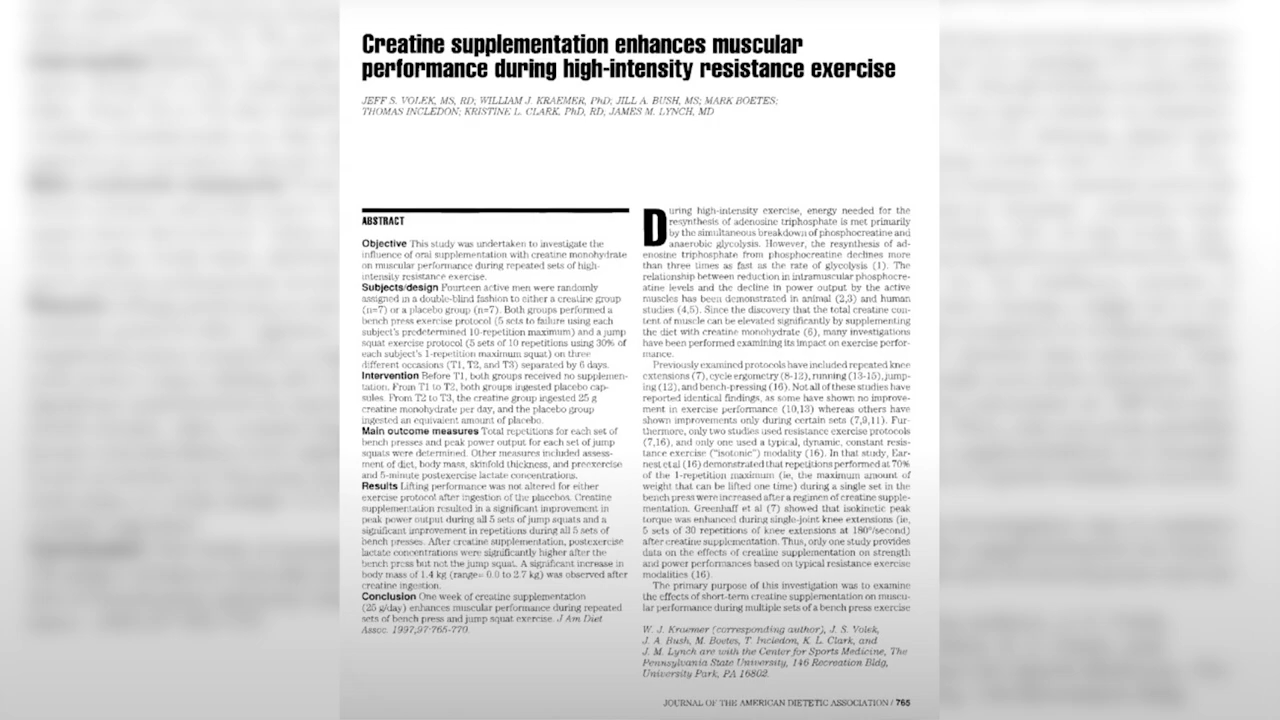 Creatine supplementation enhances muscular
performance during high-intensity resistance exercise
JEFF S. VOLEK, MS, RD; WILLIAM J. KRAEMER, PhD; JILL A. BUSH, MS; MARK BOETES;
THOMAS INCLEDON; KRISTINE L. CLARK, PhD, RD; JAMES M. LYNCH, MD
ABSTRACT
Objective This study was undertaken to investigate the
influence of oral supplementation with creatine monohydrate
on muscular performance during repeated sets of high-
intensity resistance exercise.
Subjects/design Fourteen active men were randomly
assigned in a double-blind fashion to either a creatine group
(n=7) or a placebo group (n=7). Both groups performed a
bench press exercise protocol (5 sets to failure using each
subject's predetermined 10-repetition maximum) and a jump
squat exercise protocol (5 sets of 10 repetitions using 30% of
each subject's 1-repetition maximum squat) on three
different occasions (T1, T2, and T3) separated by 6 days.
Intervention Before T1, both groups received no supplemen-
tation. From T1 to T2, both groups ingested placebo cap-
sules. From T2 to T3, the creatine group ingested 25 g
creatine monohydrate per day, and the placebo group
ingested an equivalent amount of placebo.
Main outcome measures Total repetitions for each set of
bench presses and peak power output for each set of jump
squats were determined. Other measures included assess-
ment of diet, body mass, skinfold thickness, and preexercise
and 5-minute postexercise lactate concentrations.
Results Lifting performance was not altered for either
exercise protocol after ingestion of the placebos. Creatine
supplementation resulted in a significant improvement in
peak power output during all 5 sets of jump squats and a
significant improvement in repetitions during all 5 sets of
bench presses. After creatine supplementation, postexercise
lactate concentrations were significantly higher after the
bench press but not the jump squat. A significant increase in
body mass of 1.4 kg (range= 0.0 to 2.7 kg) was observed after
creatine ingestion.
Conclusion One week of creatine supplementation
(25 g/day) enhances muscular performance during repeated
sets of bench press and jump squat exercise. J Am Diet
Assoc. 1997;97:765-770.
During high-intensity exercise, energy needed for the
resynthesis of adenosine triphosphate is met primarily
by the simultaneous breakdown of phosphocreatine and
anaerobic glycolysis. However, the resynthesis of ad-
enosine triphosphate from phosphocreatine declines more
than three times as fast as the rate of glycolysis (1). The
relationship between reduction in intramuscular phosphocre-
atine levels and the decline in power output by the active
muscles has been demonstrated in animal (2,3) and human
studies (4,5). Since the discovery that the total creatine con-
tent of muscle can be elevated significantly by supplementing
the diet with creatine monohydrate (6), many investigations
have been performed examining its impact on exercise perfor-
mance.
Previously examined protocols have included repeated knee
extensions (7), cycle ergometry (8-12), running (13-15), jump-
ing (12), and bench-pressing (16). Not all of these studies have
reported identical findings, as some have shown no improve-
ment in exercise performance (10,13) whereas others have
shown improvements only during certain sets (7,9,11). Fur-
thermore, only two studies used resistance exercise protocols
(7,16), and only one used a typical, dynamic, constant resis-
tance exercise ("isotonic") modality (16). In that study, Ear-
nest et al (16) demonstrated that repetitions performed at 70%
of the 1-repetition maximum (ie, the maximum amount of
weight that can be lifted one time) during a single set in the
bench press were increased after a regimen of creatine supple-
mentation. Greenhaff et al (7) showed that isokinetic peak
torque was enhanced during single-joint knee extensions (ie,
5 sets of 30 repetitions of knee extensions at 180°/second)
after creatine supplementation. Thus, only one study provides
data on the effects of creatine supplementation on strength
and power performances based on typical resistance exercise
modalities (16).
The primary purpose of this investigation was to examine
the effects of short-term creatine supplementation on muscu-
lar performance during multiple sets of a bench press exercise
W. J. Kraemer (corresponding author), J. S. Volek,
J. A. Bush, M. Boetes, T. Incledon, K. L. Clark, and
J. M. Lynch are with the Center for Sports Medicine, The
Pennsylvania State University, 146 Recreation Bldg,
University Park, PA 16802.
JOURNAL OF THE AMERICAN DIETETIC ASSOCIATION / 765